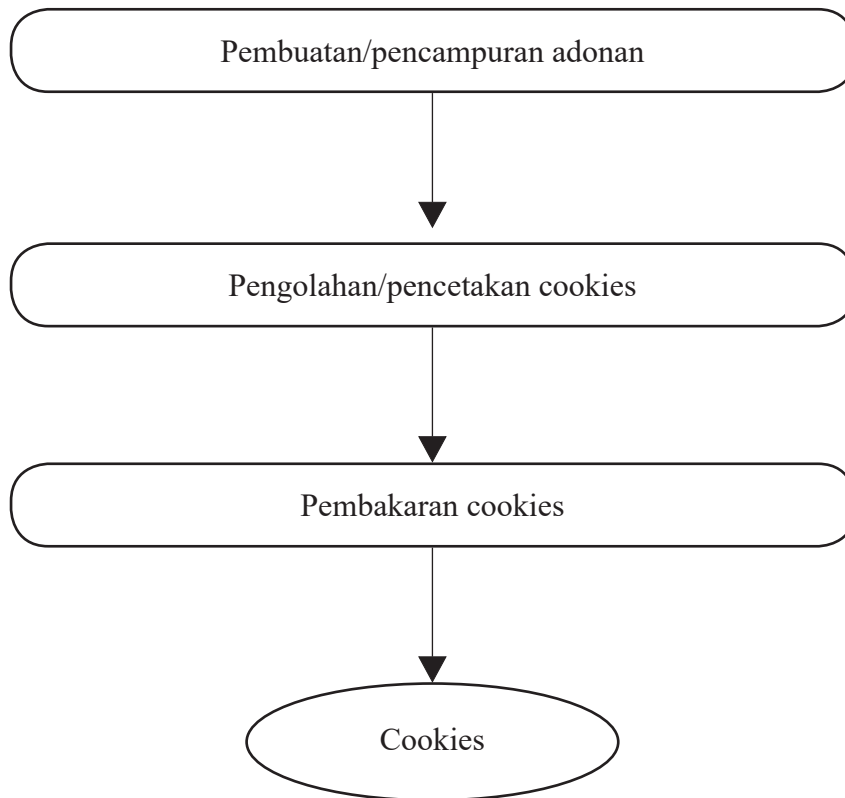 Pembuatan/pencampuran adonan
Pengolahan/pencetakan cookies
Pembakaran cookies
Cookies